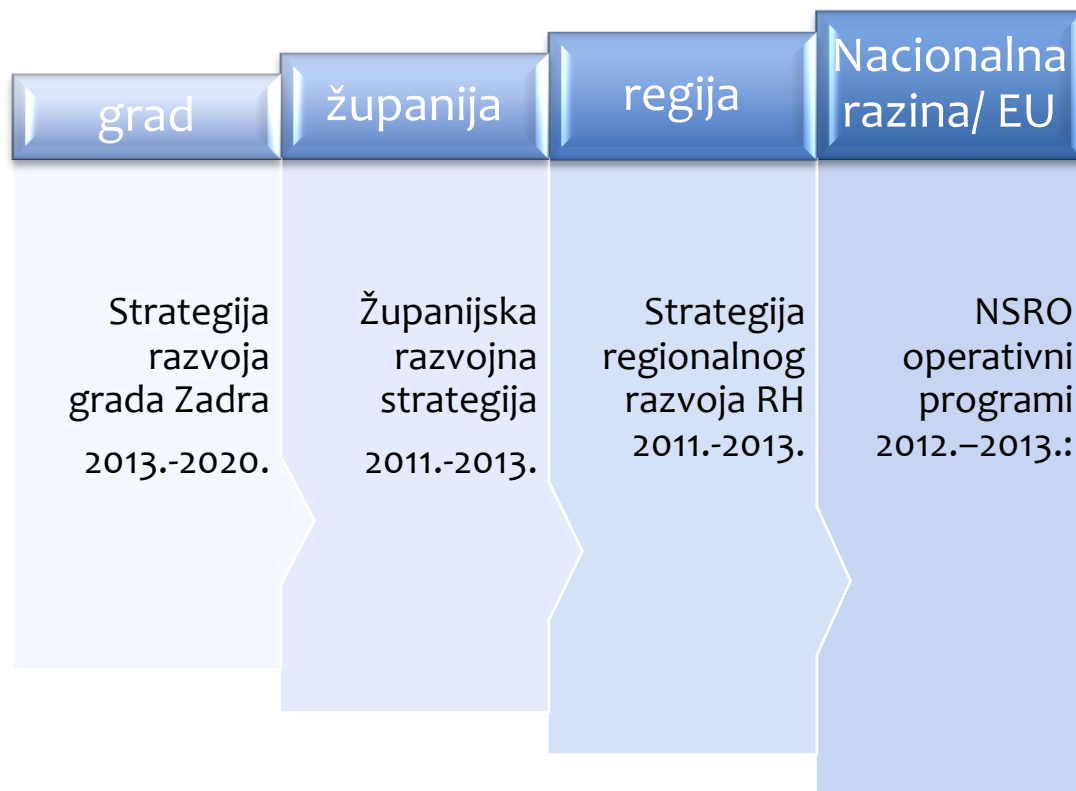 grad
Strategija
razvoja
grada Zadra
2013.-2020.
županija
Županijska
razvojna
strategija
2011.-2013.
regija
Strategija
regionalnog
razvoja RH
2011.-2013.
Nacionalna
razina/ EU
NSRO
operativni
programi
2012.–2013.: